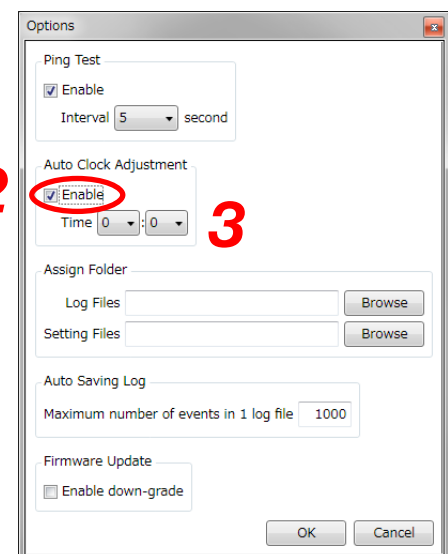 Options
Ping Test
Enable
Interval 5 second
Auto Clock Adjustment
2
Enable
Time 0 : 0
3
Assign Folder
Log Files Browse
Setting Files Browse
Auto Saving Log
Maximum number of events in 1 log file 1000
Firmware Update
Enable down-grade
OK Cancel